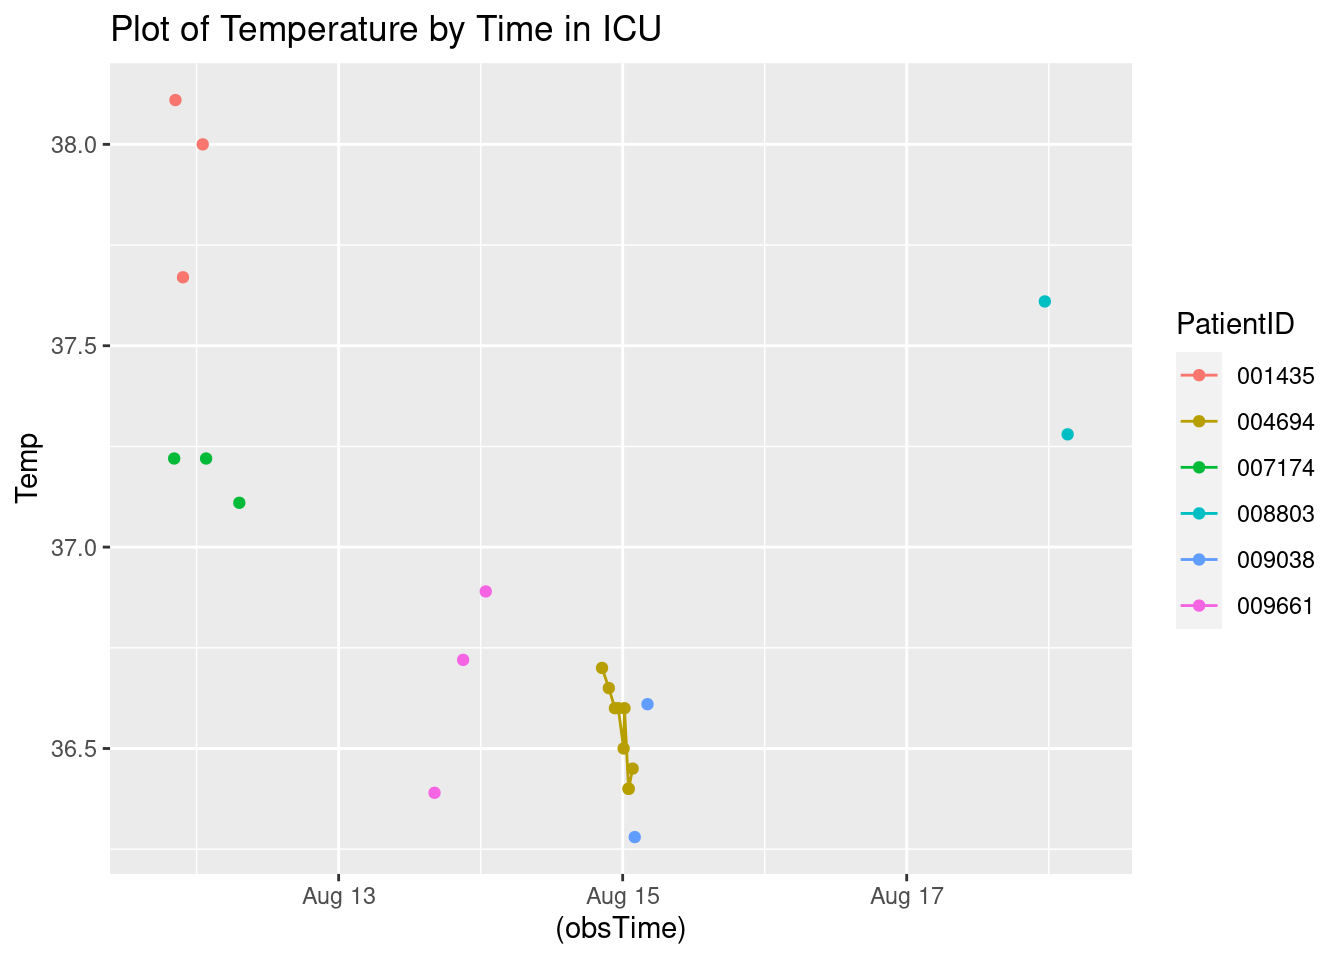 Plot of Temperature by Time in ICU
38.0
37.5
37.0
36.5
Temp
Aug 13
Aug 15
Aug 17
(obsTime)
PatientID
001435
004694
007174
008803
009038
009661